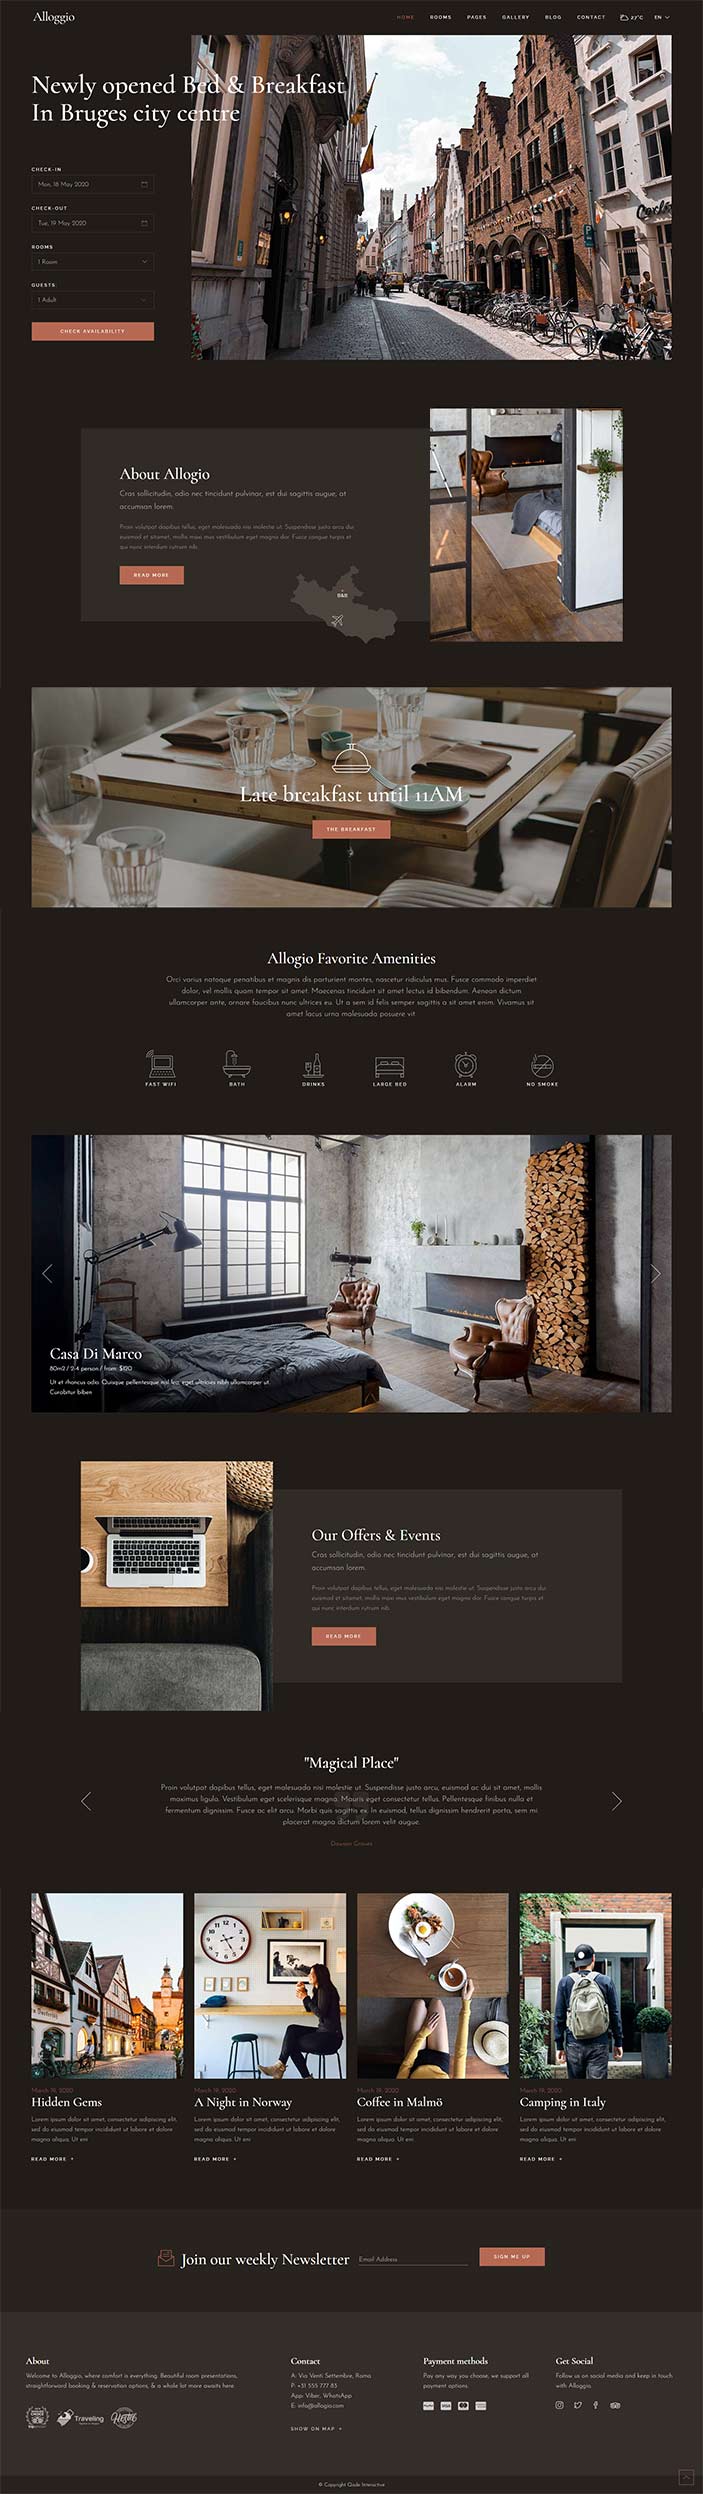 Alloggio
HOME ROOMS PAGES GALLERY BLOG CONTACT 27°C EN
Newly opened Bed & Breakfast
In Bruges city centre
CHECK-IN
Mon, 18 May 2020
CHECK-OUT
Tue, 19 May 2020
ROOMS
1 Room
GUESTS:
1 Adult
CHECK AVAILABILITY
About Allogio
Cras sollicitudin, odio nec tincidunt pulvinar, est dui sagittis augue, at
accumsan lorem.
Proin volutpat dapibus tellus, eget malesuada nisi molestie ut. Suspendisse justo arcu dui
euismod et sitamet, mollis maxi mus vestibulum eget magna dor. Fusce congue turpis et
qui nunc interdum rutrum nib.
READ MORE
B&B
Late breakfast until 11AM
THE BREAKFAST
Allogio Favorite Amenities
Orci varius natoque penatibus et magnis dis parturient montes, nascetur ridiculus mus. Fusce commodo imperdiet
dolor, vel mollis quam tempor sit amet. Maecenas tincidunt sit amet lectus id bibendum. Aenean dictum
ullamcorper ante, ornare faucibus nunc ultrices eu. Ut a sem id felis semper sagittis a sit amet enim. Vivamus sit
amet lacus urna malesuada posuere vit
FAST WIFI BATH DRINKS LARGE BED ALARM NO SMOKE
Casa Di Marco
80m2 / 2-4 person / from: $120
Ut et rhoncus odio. Quisque pellentesque nisl leo, eget ultricies nibh ullamcorper ut.
Curabitur biben
Our Offers & Events
Cras sollicitudin, odio nec tincidunt pulvinar, est dui sagittis augue, at
accumsan lorem.
Proin volutpat dapibus tellus, eget malesuada nisi molestie ut. Suspendisse justo arcu dui
euismod et sitamet, mollis maxi mus vestibulum eget magna dor. Fusce congue turpis et
qui nunc interdum rutrum nib.
READ MORE
"Magical Place"
Proin volutpat dapibus tellus, eget malesuada nisi molestie ut. Suspendisse justo arcu, euismod ac dui sit amet, mollis
maximus ligula. Vestibulum eget scelerisque magna. Mauris eget consectetur tellus. Pellentesque finibus nulla et
fermentum dignissim. Fusce ac elit arcu. Morbi quis sagittis ex. In euismod, tellus dignissim hendrerit porta, sem mi
placerat magna dictum lorem velit augue.
Dawson Graves
March 19, 2020
Hidden Gems
Lorem ipsum dolor sit amet, consectetur adipiscing elit,
sed do eiusmod tempor incididunt ut labore et dolore
magna aliqua. Ut eni
READ MORE +
March 19, 2020
A Night in Norway
Lorem ipsum dolor sit amet, consectetur adipiscing elit,
sed do eiusmod tempor incididunt ut labore et dolore
magna aliqua. Ut eni
READ MORE +
March 19, 2020
Coffee in Malmö
Lorem ipsum dolor sit amet, consectetur adipiscing elit,
sed do eiusmod tempor incididunt ut labore et dolore
magna aliqua. Ut eni
READ MORE +
March 19, 2020
Camping in Italy
Lorem ipsum dolor sit amet, consectetur adipiscing elit,
sed do eiusmod tempor incididunt ut labore et dolore
magna aliqua. Ut eni
READ MORE +
Join our weekly Newsletter Email Address SIGN ME UP
About
Welcome to Alloggio, where comfort is everything. Beautiful room presentations,
straightforward booking & reservation options, & a whole lot more awaits here.
Traveling
Contact
A: Via Venti Settembre, Roma
P: +31 555 777 83
App: Viber, WhatsApp
E: info@allogio.com
SHOW ON MAP +
Payment methods
Pay any way you choose, we support all
payment options.
VISA
Get Social
Follow us on social media and keep in touch
with Alloggio.
© Copyright Qode Interactive